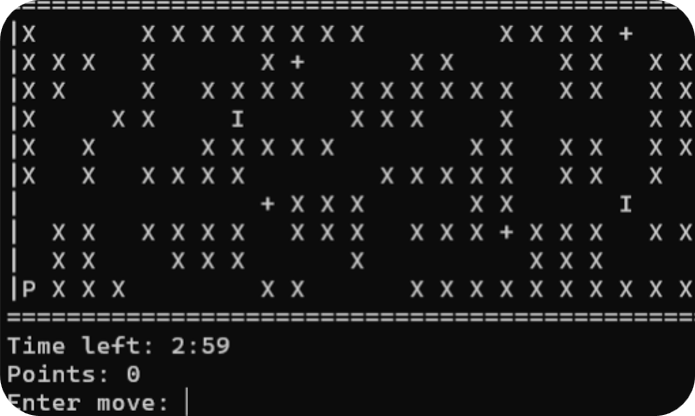 ==============================================
|X       X X X X X X X X         X X X X +
|X X X   X       X +       X X       X X   X X
|X X     X   X X X X   X X X X X X   X X   X X
|X     X X     I       X X X     X         X X
|X   X       X X X X X         X X   X X   X X
|X   X   X X X X         X X X X X   X X   X
|                + X X X       X X       I
|  X X   X X X X   X X X   X X X + X X X   X X
|  X X     X X X       X           X X X
|P X X X         X X       X X X X X X X X X X
==============================================
Time left: 2:59
Points: 0
Enter move: